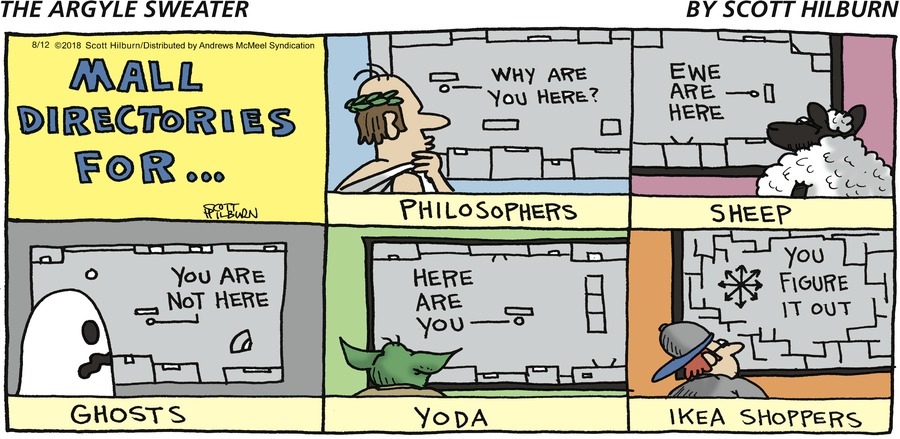 THE ARGYLE SWEATER
BY SCOTT HILBURN
8/12 ©2018 Scott Hilburn/Distributed by Andrews McMeel Syndication
MALL
DIRECTORIES
FOR...
SCOTT
HILBURN
WHY ARE
YOU HERE?
PHILOSOPHERS
EWE
ARE
HERE
SHEEP
YOU ARE
NOT HERE
GHOSTS
HERE
ARE
YOU
YODA
YOU
FIGURE
IT OUT
IKEA SHOPPERS